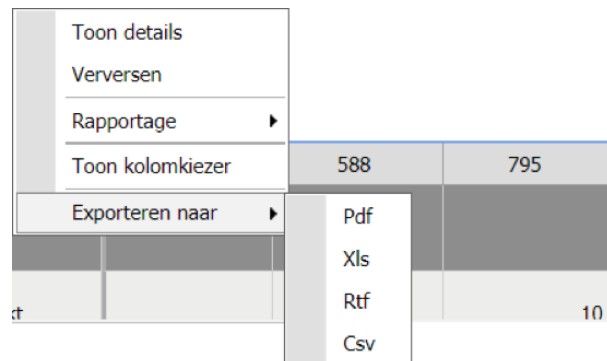 Toon details
Verversen
Rapportage
Toon kolomkiezer
588
795
Exporteren naar
Pdf
Xls
Rtf
10
Csv